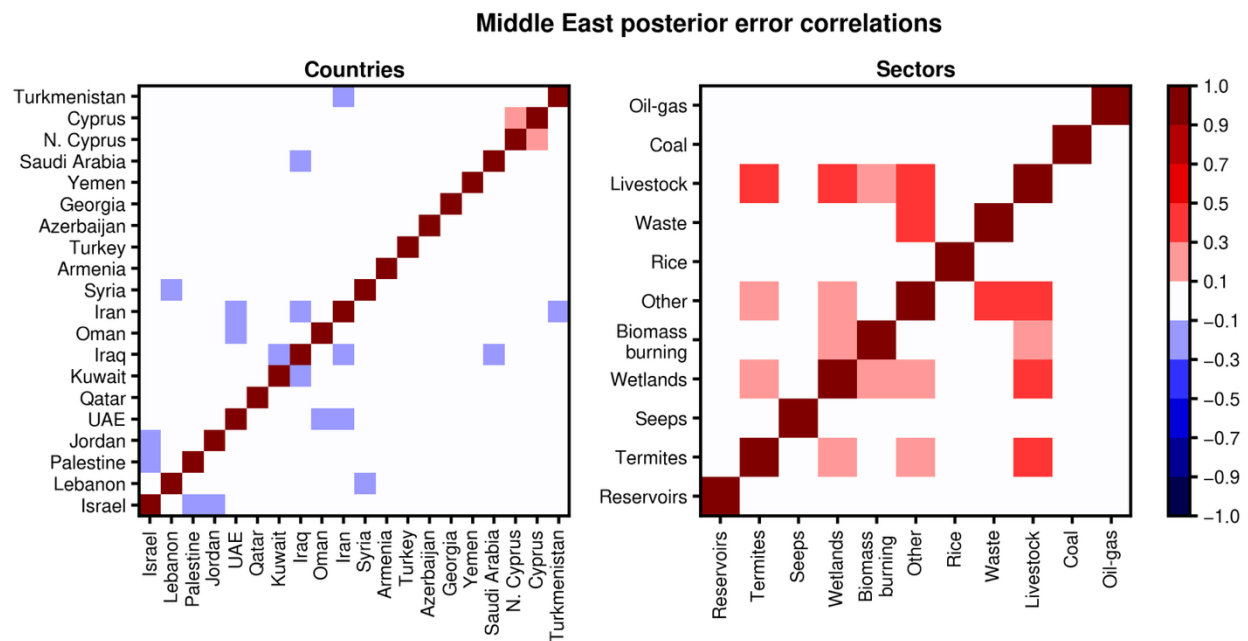 Middle East posterior error correlations
Countries
Turkmenistan
Cyprus
N. Cyprus
Saudi Arabia
Yemen
Georgia
Azerbaijan
Turkey
Armenia
Syria
Iran
Oman
Iraq
Kuwait
Qatar
UAE
Jordan
Palestine
Lebanon
Israel
Israel
Lebanon
Palestine
Jordan
UAE
Qatar
Kuwait
Iraq
Oman
Iran
Syria
Armenia
Turkey
Azerbaijan
Georgia
Yemen
Saudi Arabia
N. Cyprus
Cyprus
Turkmenistan
Sectors
Oil-gas
Coal
Livestock
Waste
Rice
Other
Biomass
burning
Wetlands
Seeps
Termites
Reservoirs
Reservoirs
Termites
Seeps
Wetlands
Biomass
burning
Other
Rice
Waste
Livestock
Coal
Oil-gas
1.0
0.9
0.7
0.5
0.3
0.1
−0.1
−0.3
−0.5
−0.7
−0.9
−1.0